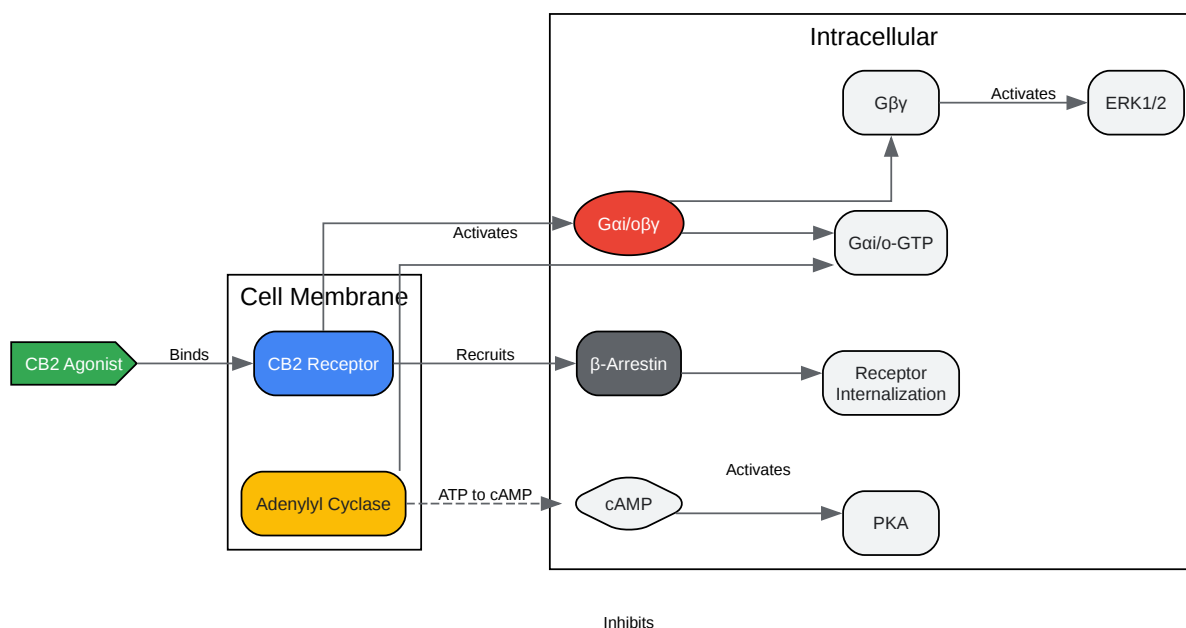 Intracellular
Gβγ
Activates
ERK1/2
Gαi/oβγ
Activates
Gαi/o-GTP
Cell Membrane
CB2 Agonist
Binds
CB2 Receptor
Recruits
β-Arrestin
Receptor
Internalization
Adenylyl Cyclase
ATP to cAMP
cAMP
Activates
PKA
Inhibits